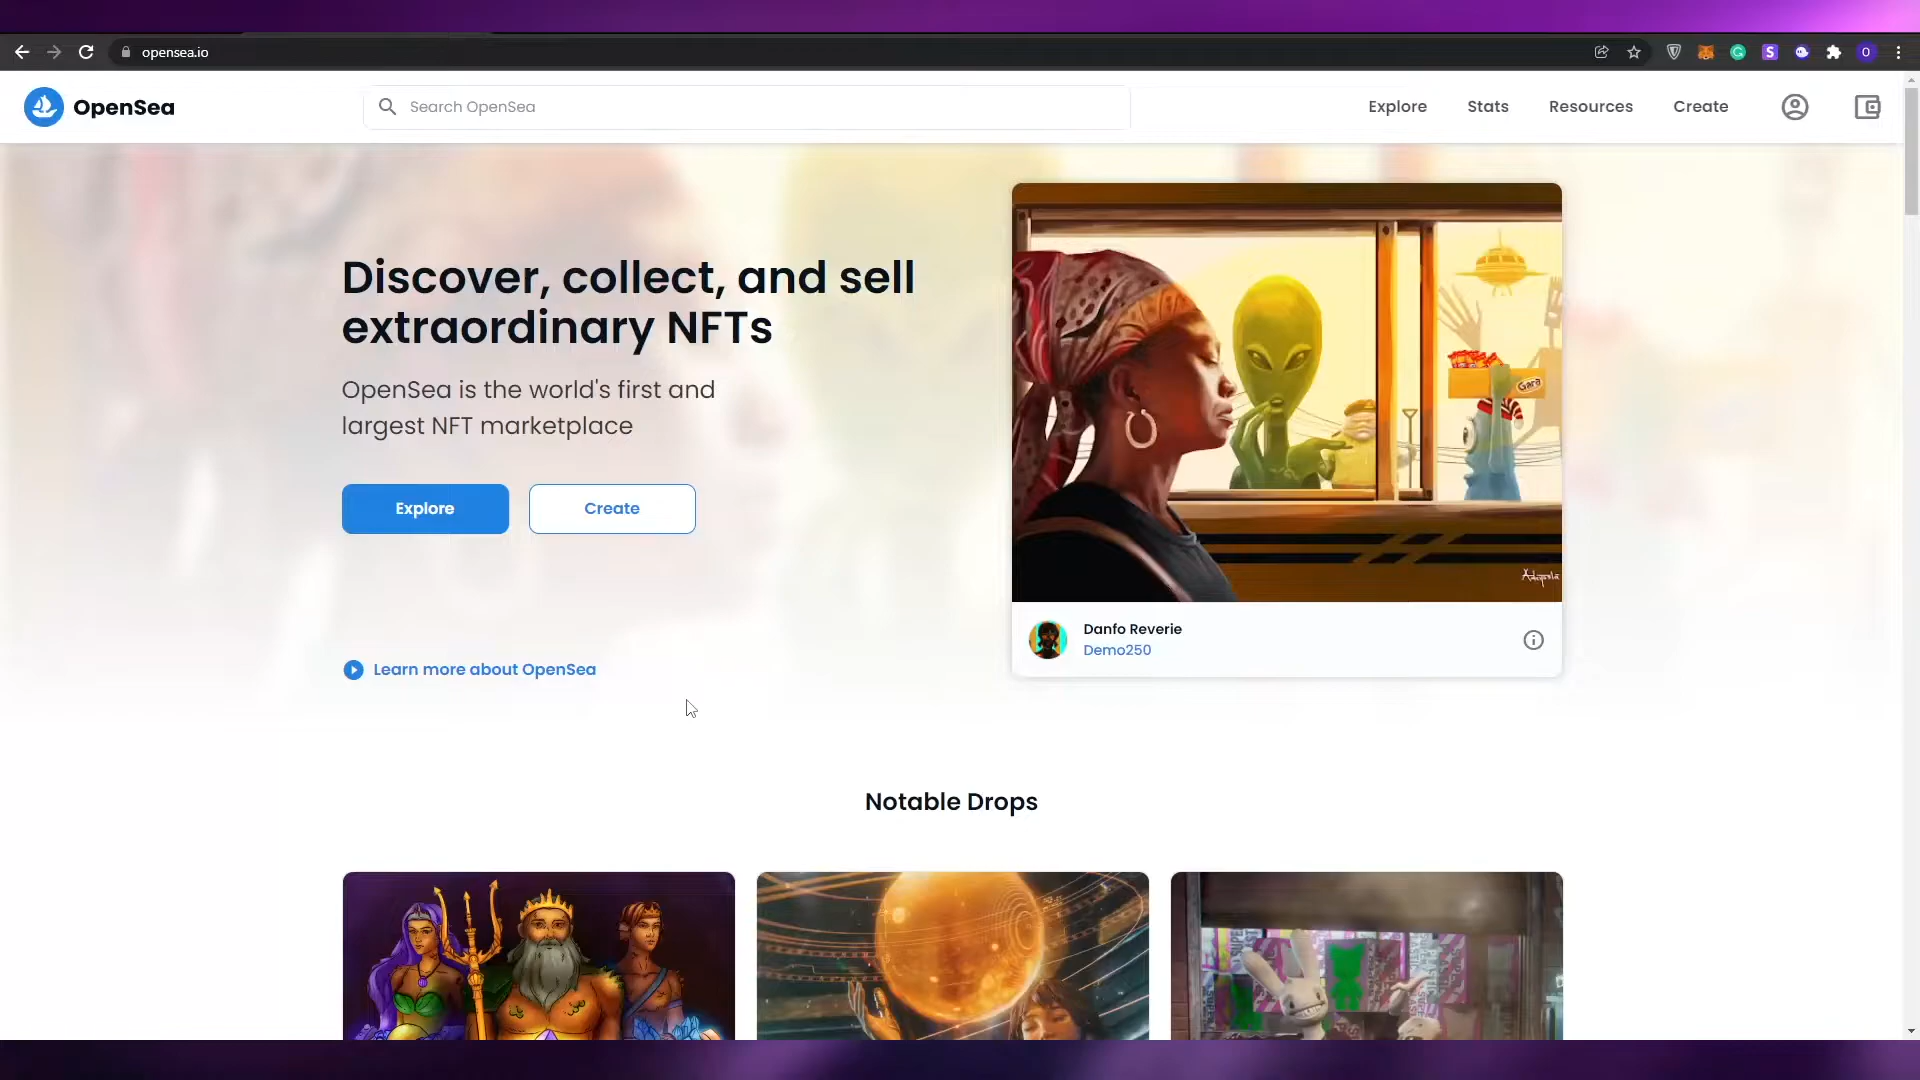 opensea.io
OpenSea
Search OpenSea
Explore
Stats
Resources
Create
Discover, collect, and sell
extraordinary NFTs
OpenSea is the world's first and
largest NFT marketplace
Explore
Create
Gara
Danfo Reverie
Demo250
Learn more about OpenSea
Notable Drops